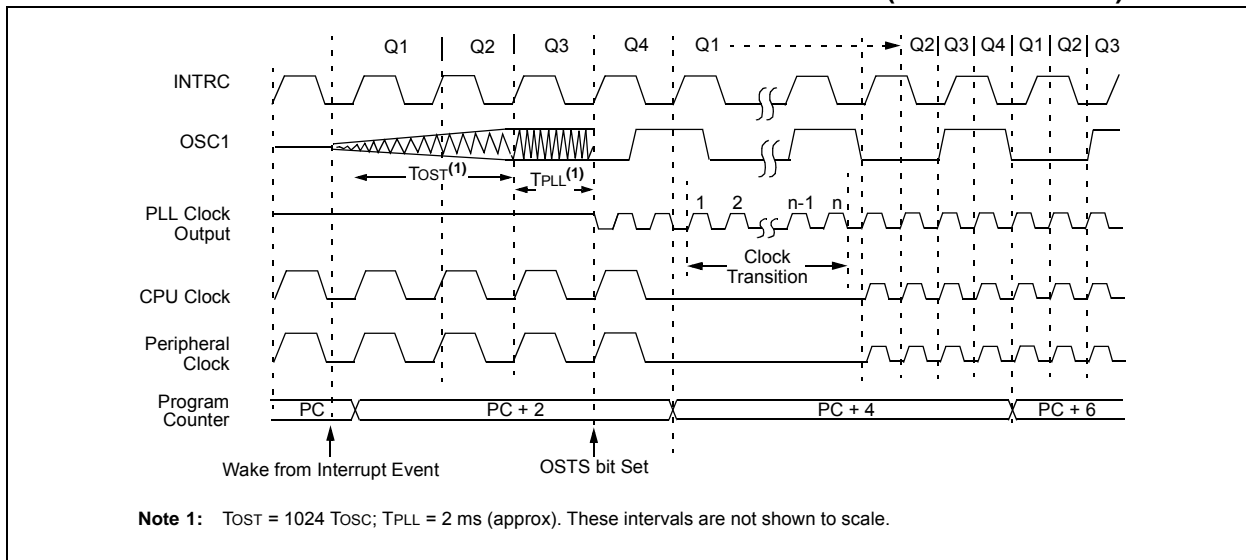 Q1 Q2 Q3 Q4 Q1 Q2 Q3 Q4 Q1 Q2 Q3
INTRC
OSC1
TOST(1) TPLL(1)
PLL Clock
Output
1 2 n-1 n
Clock
Transition
CPU Clock
Peripheral
Clock
Program
Counter
PC PC + 2 PC + 4 PC + 6
Wake from Interrupt Event OSTS bit Set
Note 1: TOST = 1024 TOSC; TPLL = 2 ms (approx). These intervals are not shown to scale.